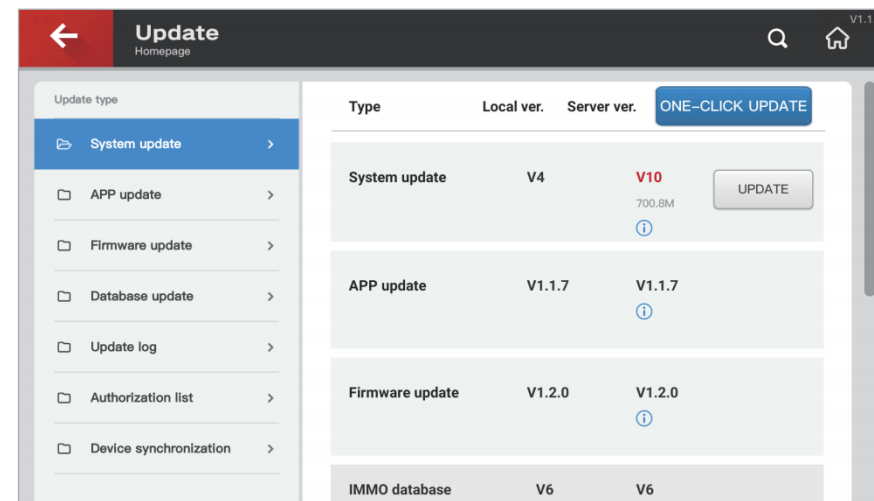 Update
Homepage
V1.1
Update type
System update
APP update
Firmware update
Database update
Update log
Authorization list
Device synchronization
Type Local ver. Server ver. ONE-CLICK UPDATE
System update V4 V10 UPDATE
700.8M
APP update V1.1.7 V1.1.7
Firmware update V1.2.0 V1.2.0
IMMO database V6 V6